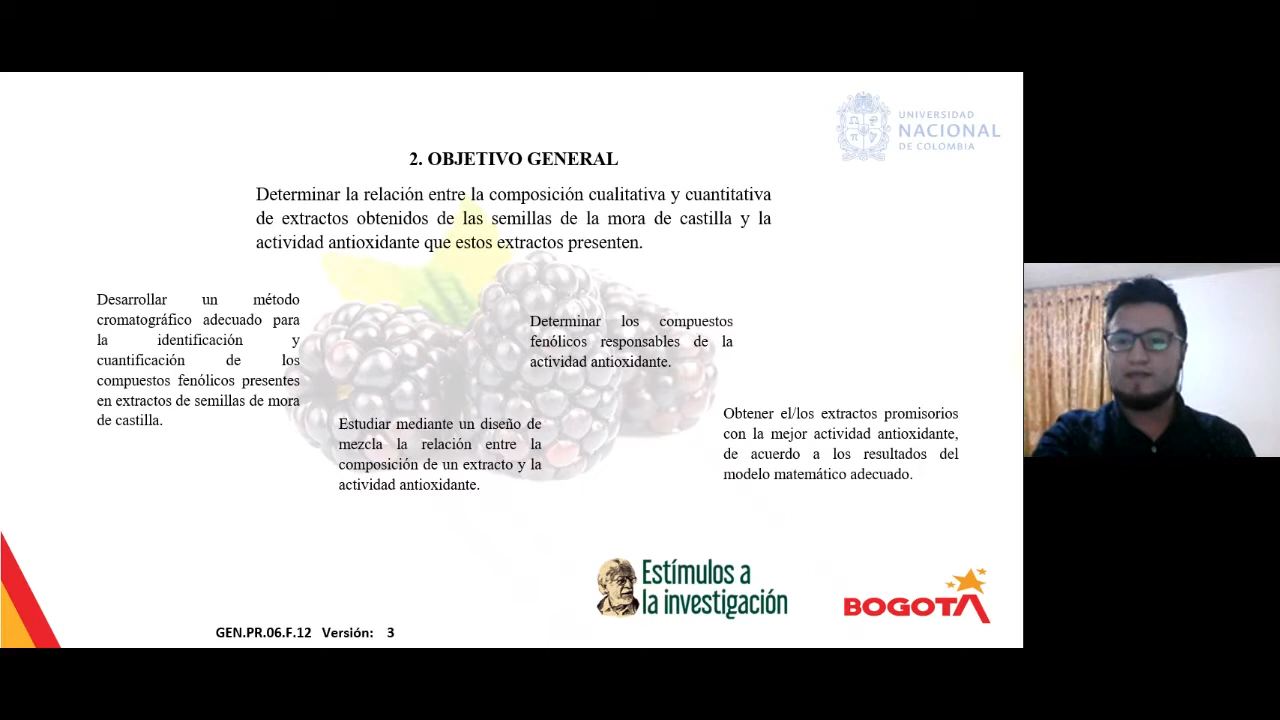 UNIVERSIDAD
NACIONAL
DE COLOMBIA
2. OBJETIVO GENERAL
Determinar la relación entre la composición cualitativa y cuantitativa
de extractos obtenidos de las semillas de la mora de castilla y la
actividad antioxidante que estos extractos presenten.
Desarrollar un método
cromatográfico adecuado para
la identificación y
cuantificación de los
compuestos fenólicos presentes
en extractos de semillas de mora
de castilla.
Estudiar mediante un diseño de
mezcla la relación entre la
composición de un extracto y la
actividad antioxidante.
Determinar los compuestos
fenólicos responsables de la
actividad antioxidante.
Obtener el/los extractos promisorios
con la mejor actividad antioxidante,
de acuerdo a los resultados del
modelo matemático adecuado.
Estímulos a
la investigación
BOGOTA
GEN.PR.06.F.12 Versión: 3